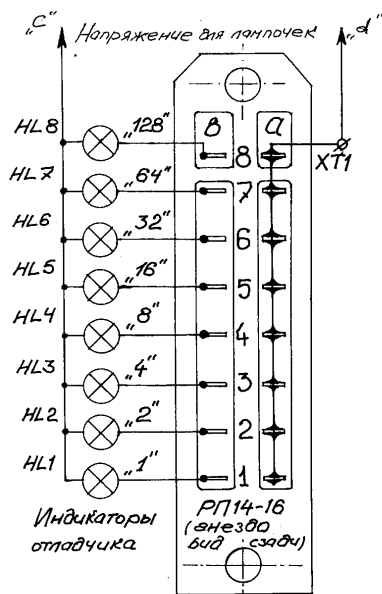 „С" Напряжение для лампочек „d"
B a
HL8 „128" 8 XT1
HL7 „64" 7
HL6 „32" 6
HL5 „16" 5
HL4 „8" 4
HL3 „4" 3
HL2 „2" 2
HL1 „1" 1
Индикаторы
отладчика
РП14-16
(гнездо
вид сзади)